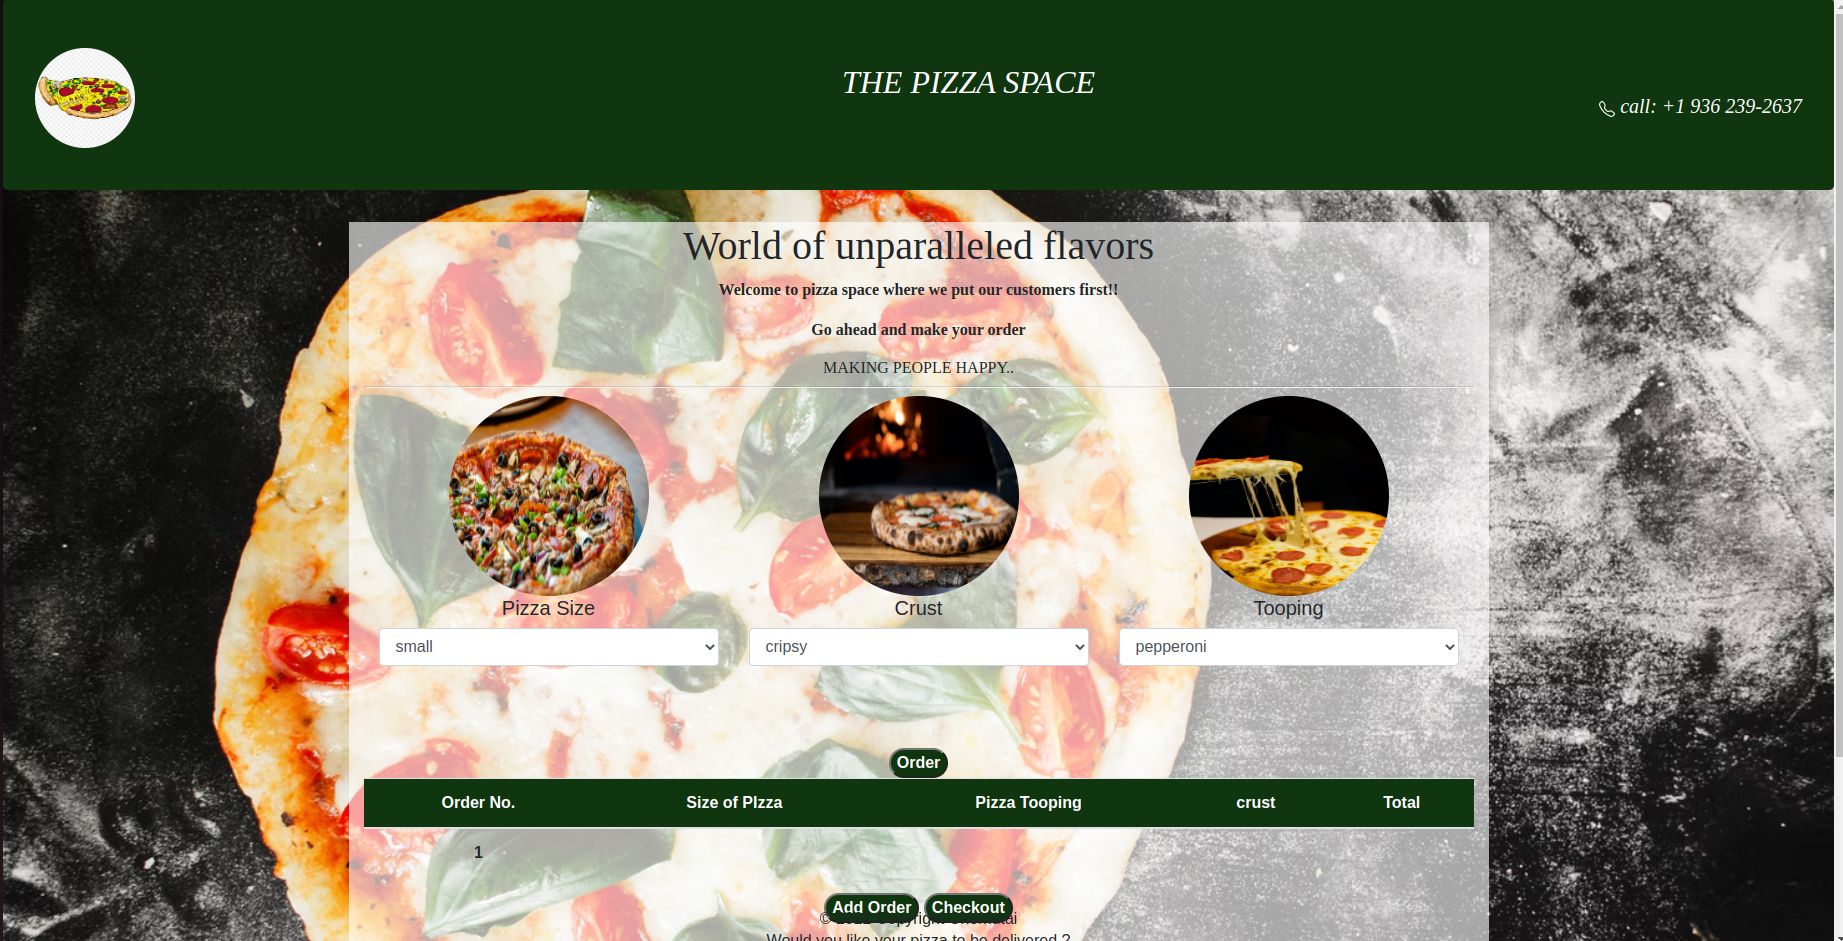 THE PIZZA SPACE
call: +1 936 239-2637
World of unparalleled flavors
Welcome to pizza space where we put our customers first!!
Go ahead and make your order
MAKING PEOPLE HAPPY..
Pizza Size
Crust
Tooping
small
cripsy
pepperoni
Order
Order No.
Size of PIzza
Pizza Tooping
crust
Total
1
Add Order
Checkout
©
Would you like your pizza to be delivered ?